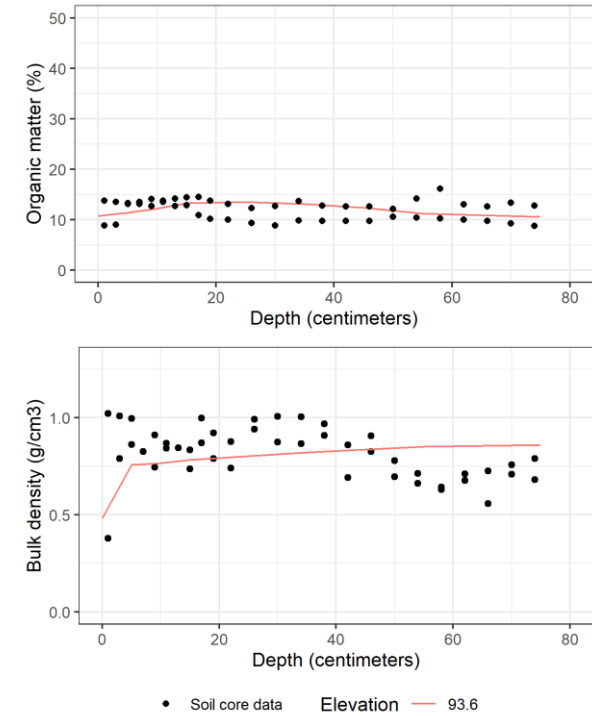 50
40
30
20
10
0
Organic matter (%)
0 20 40 60 80
Depth (centimeters)
1.0
0.5
0.0
Bulk density (g/cm3)
0 20 40 60 80
Depth (centimeters)
Soil core data Elevation 93.6